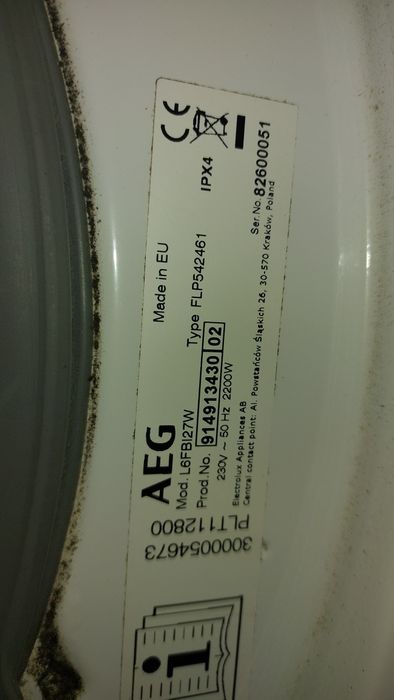 AEG
Made in EU
Mod. L6FBI27W
Type FLP542461
IPX4
Prod.No. 914913430 02
230V ~ 50 Hz 2200W
Ser.No. 82600051
Electrolux Appliances AB
Central contact point: Al. Powstańców Śląskich 26, 30-570 Kraków, Poland
3000054673
PLT112800
i